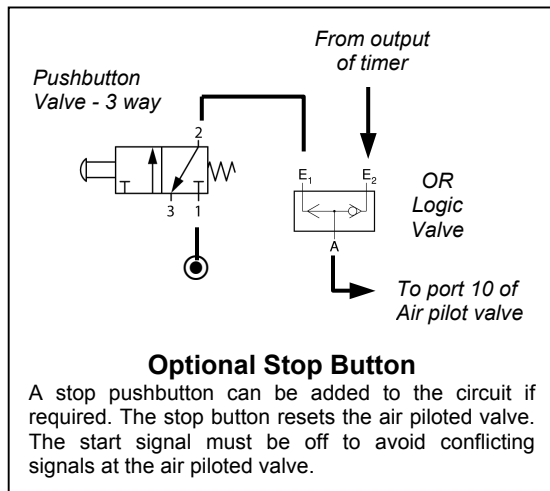 From output
of timer
Pushbutton
Valve - 3 way
2
E1 E2
OR
Logic
Valve
3 1
A
To port 10 of
Air pilot valve
Optional Stop Button
A stop pushbutton can be added to the circuit if
required. The stop button resets the air piloted valve.
The start signal must be off to avoid conflicting
signals at the air piloted valve.